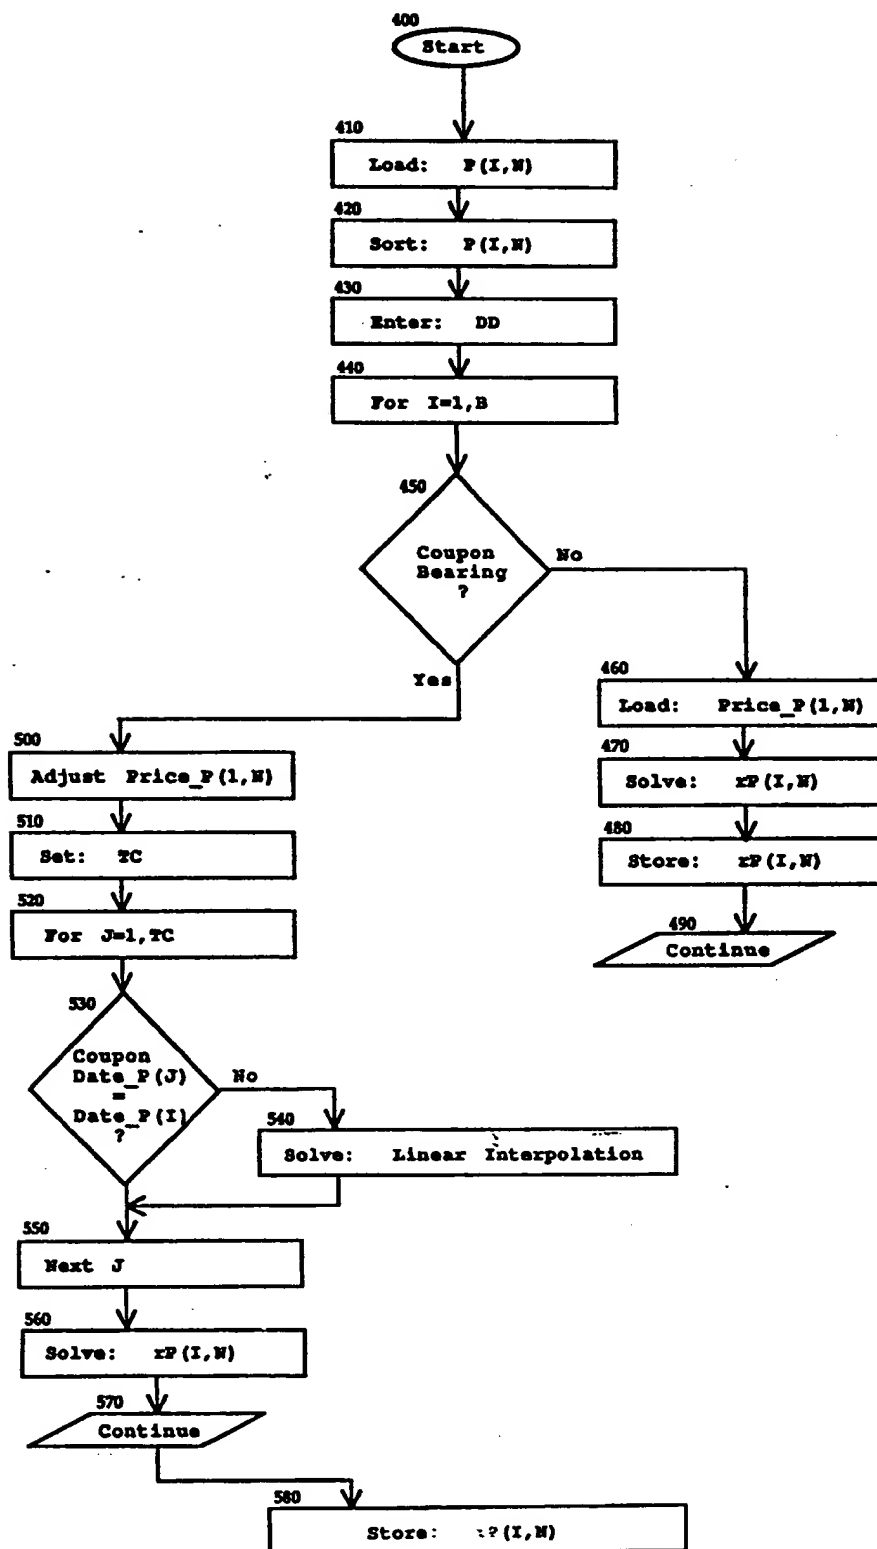 400
Start
410
Load: P(I,N)
420
Sort: P(I,N)
430
Enter: DD
440
For I=1,B
450
Coupon
Bearing
?
No
Yes
460
Load: Price_P(1,N)
470
Solve: rP(I,N)
480
Store: rP(I,N)
490
Continue
500
Adjust Price_P(1,N)
510
Set: TC
520
For J=1,TC
530
Coupon
Date_P(J)
=
Date_P(I)
?
No
540
Solve: Linear Interpolation
550
Next J
560
Solve: rP(I,N)
570
Continue
580
Store: (I,N)